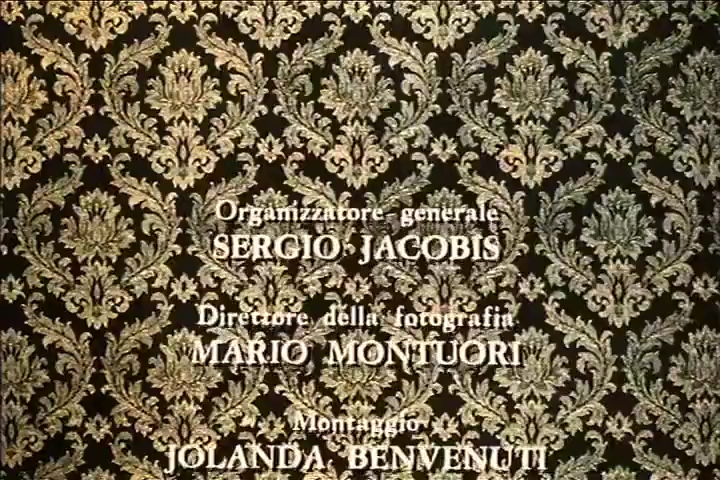 Organizzatore generale
SERGIO JACOBIS
Direttore della fotografia
MARIO MONTUORI
Montaggio
JOLANDA BENVENUTI